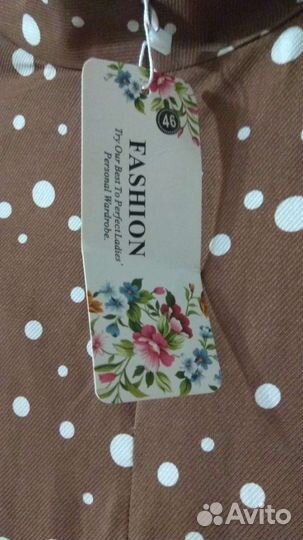 46
FASHION
Try Our Best To Perfect Ladies'
Personal Wardrobe.
Avito